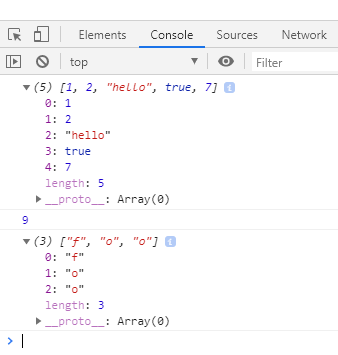 Elements Console Sources
top Filter
(5) [1, 2, "hello", true, 7] i
0: 1
1: 2
2: "hello"
3: true
4: 7
length: 5
__proto__: Array(0)
9
(3) ["f", "o", "o"] i
0: "f"
1: "o"
2: "o"
length: 3
__proto__: Array(0)